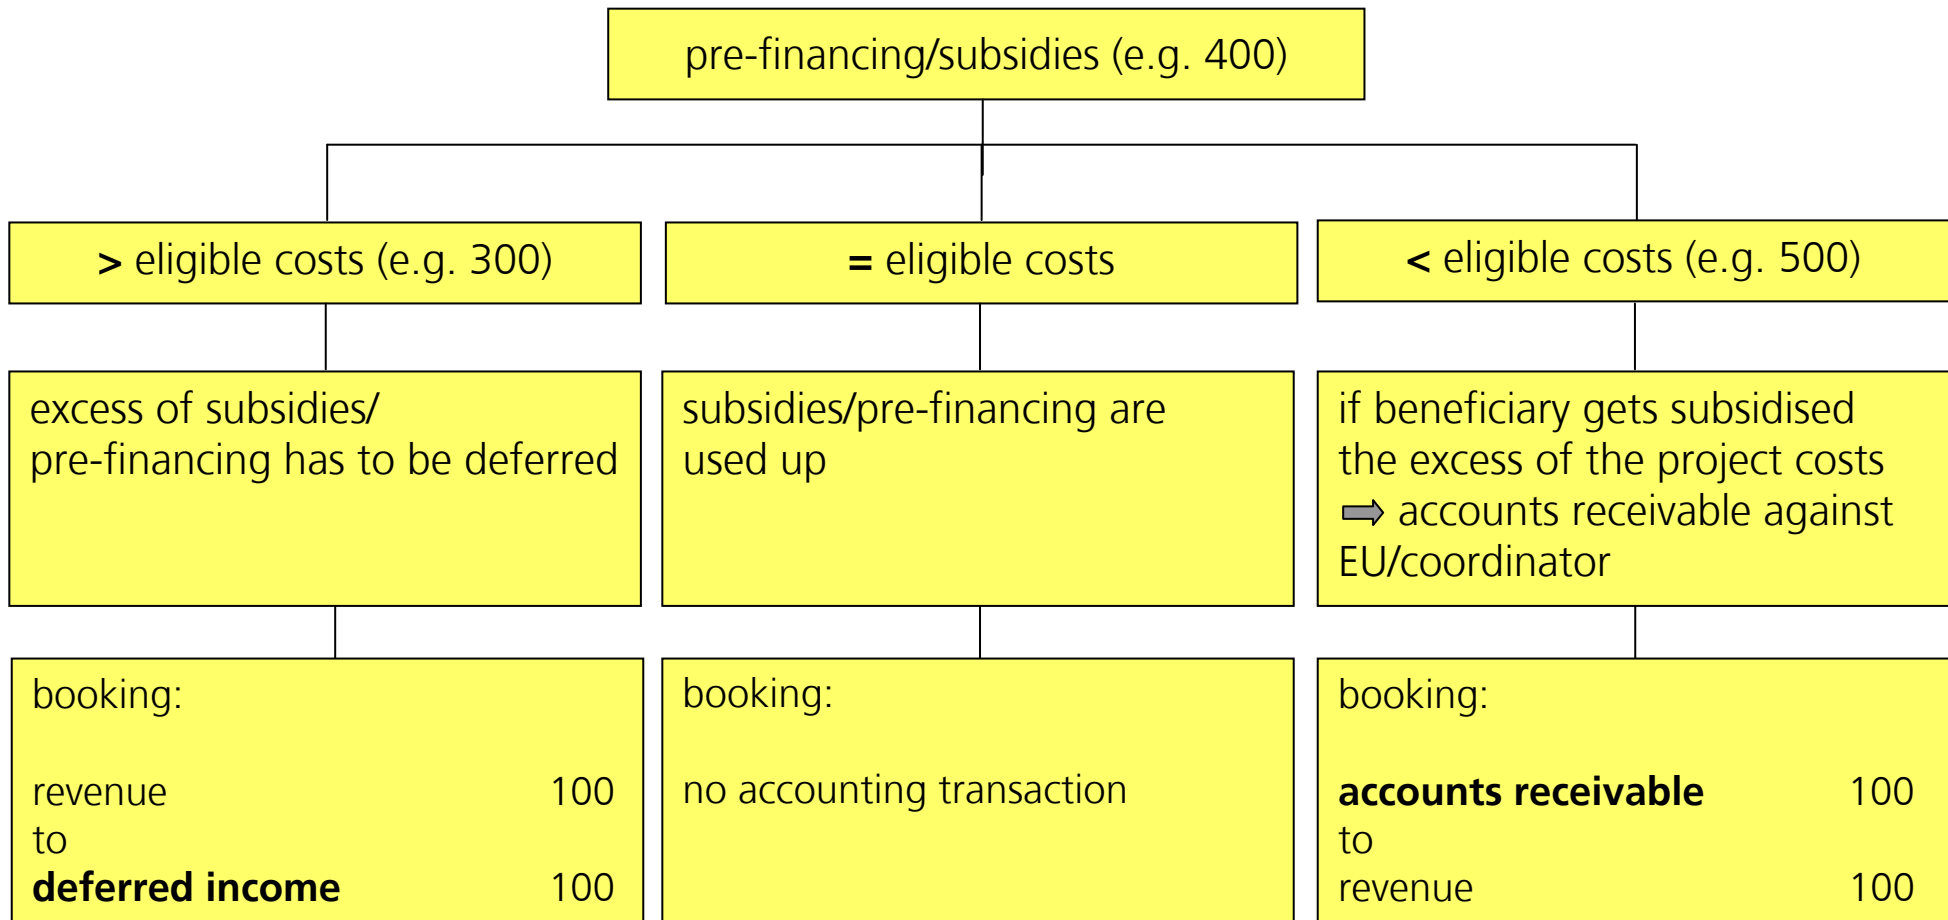 pre-financing/subsidies (e.g. 400)
> eligible costs (e.g. 300)
= eligible costs
< eligible costs (e.g. 500)
excess of subsidies/
pre-financing has to be deferred
subsidies/pre-financing are
used up
if beneficiary gets subsidised
the excess of the project costs
⇨ accounts receivable against
EU/coordinator
booking:
revenue 100
to
deferred income 100
booking:
no accounting transaction
booking:
accounts receivable 100
to
revenue 100